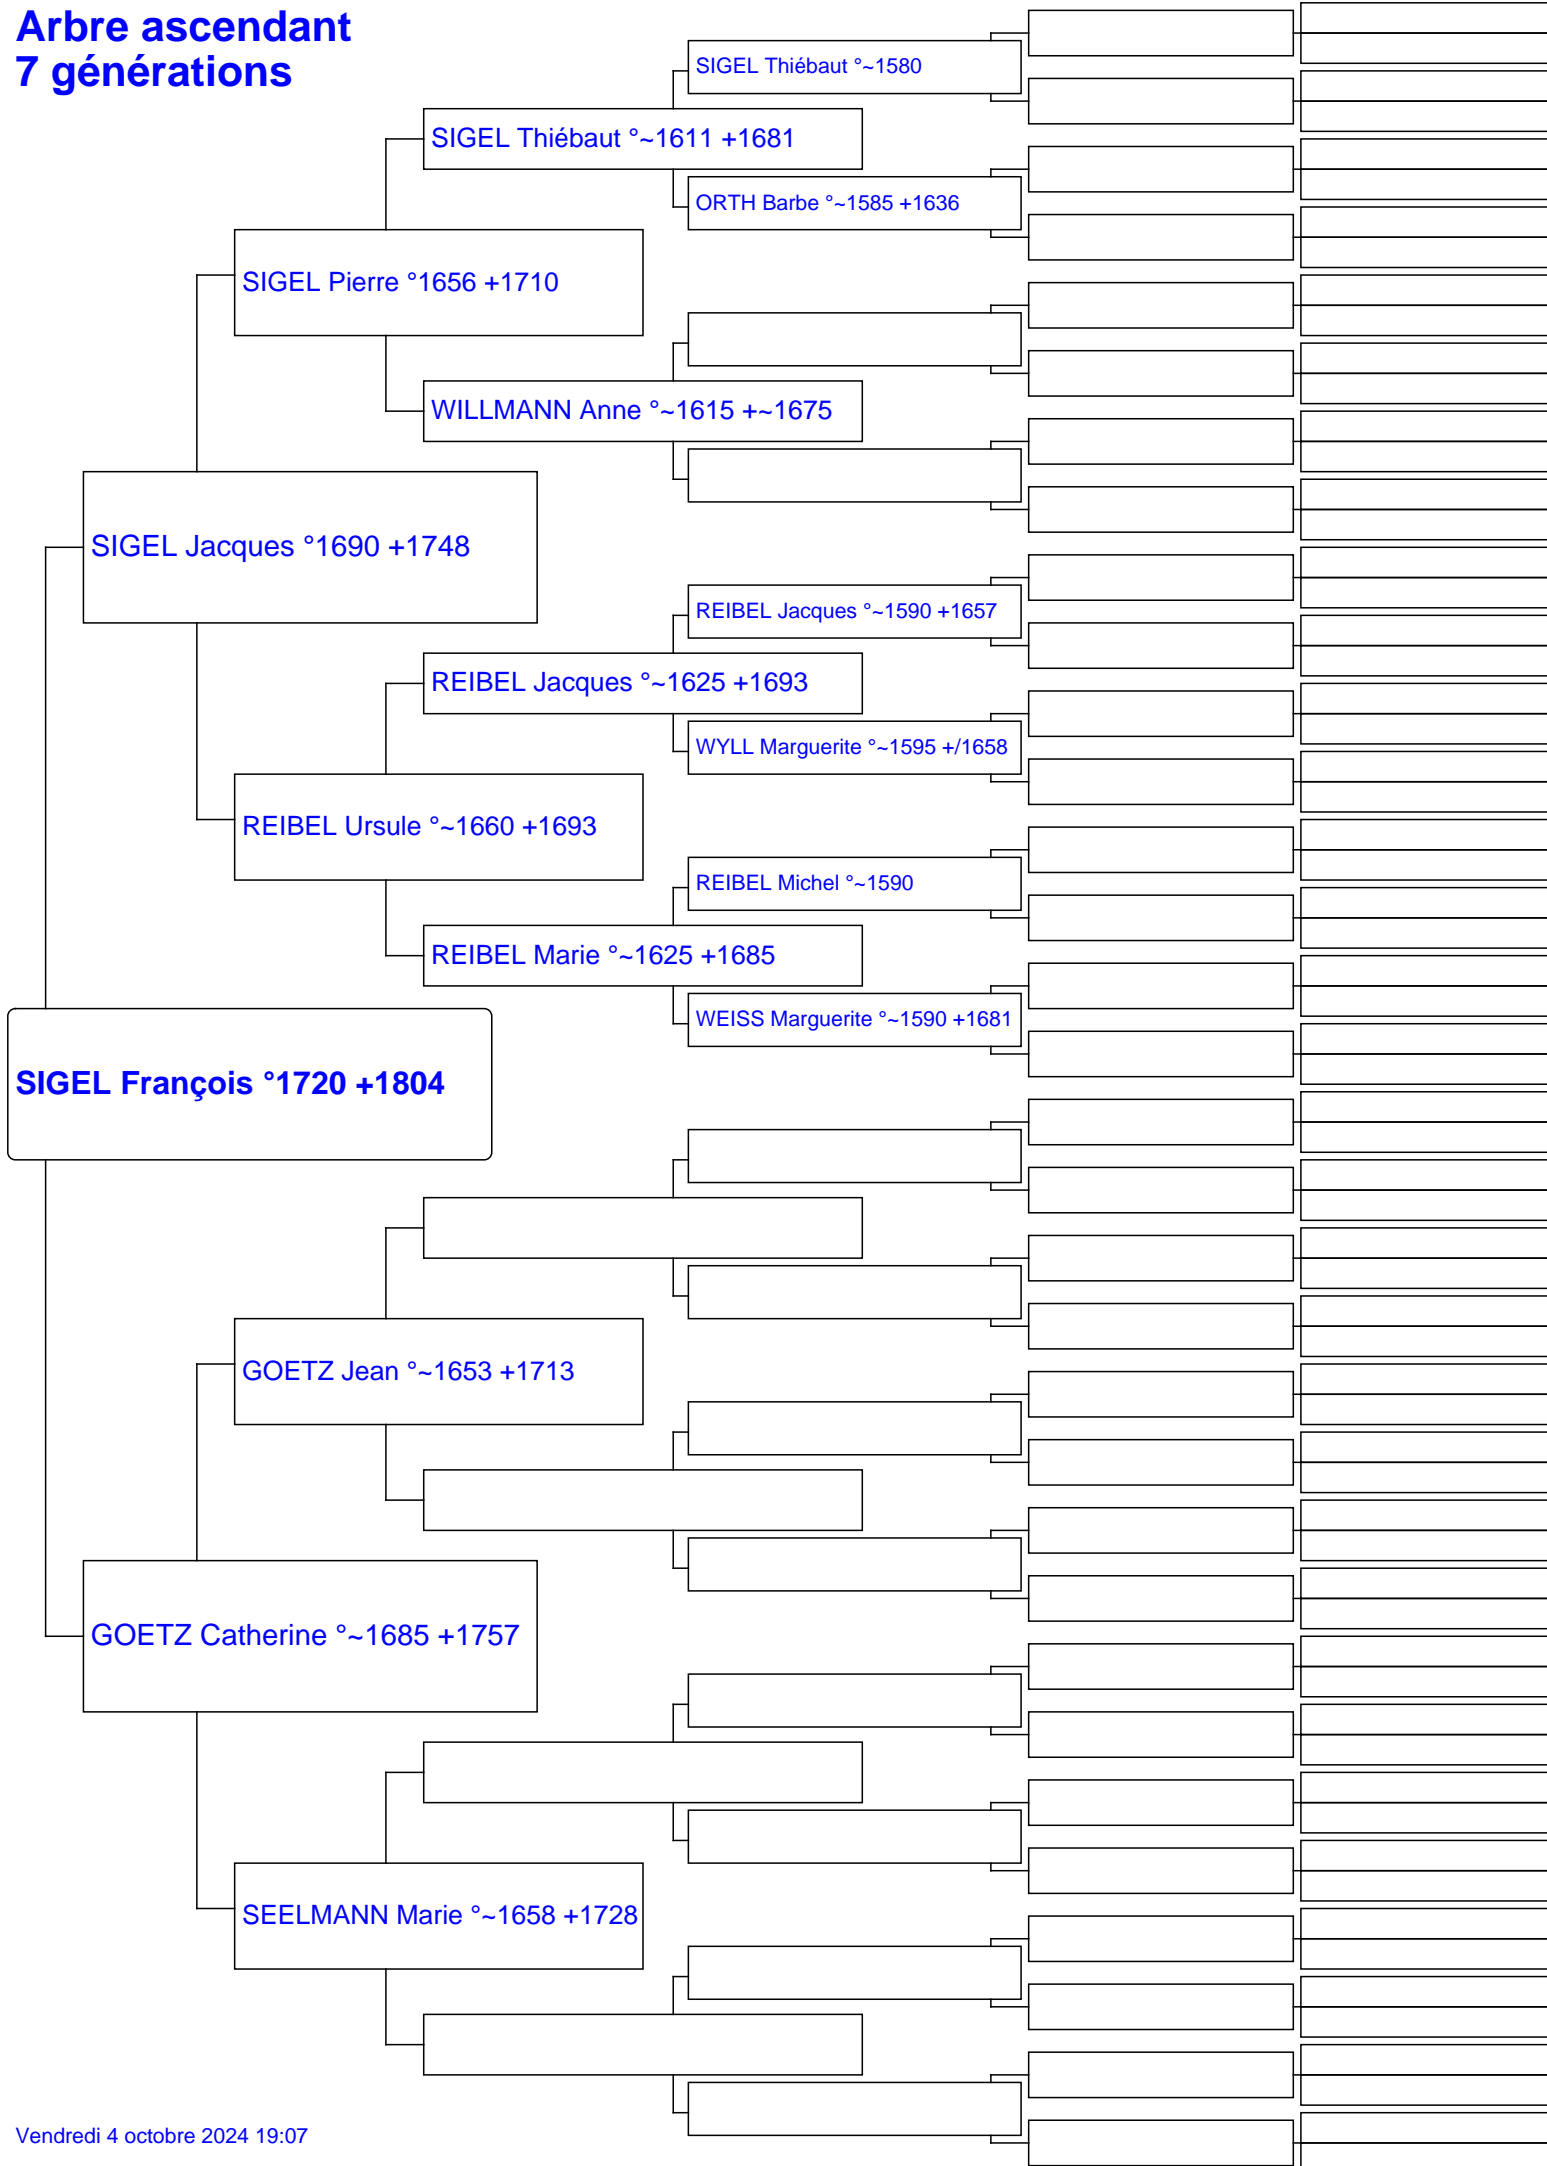 Arbre ascendant
7 générations
SIGEL Thiébaut °~1580
SIGEL Thiébaut °~1611 +1681
ORTH Barbe °~1585 +1636
SIGEL Pierre °1656 +1710
WILLMANN Anne °~1615 +~1675
SIGEL Jacques °1690 +1748
REIBEL Jacques °~1590 +1657
REIBEL Jacques °~1625 +1693
WYLL Marguerite °~1595 +/1658
REIBEL Ursule °~1660 +1693
REIBEL Michel °~1590
REIBEL Marie °~1625 +1685
WEISS Marguerite °~1590 +1681
SIGEL François °1720 +1804
GOETZ Jean °~1653 +1713
GOETZ Catherine °~1685 +1757
SEELMANN Marie °~1658 +1728
Vendredi 4 octobre 2024 19:07